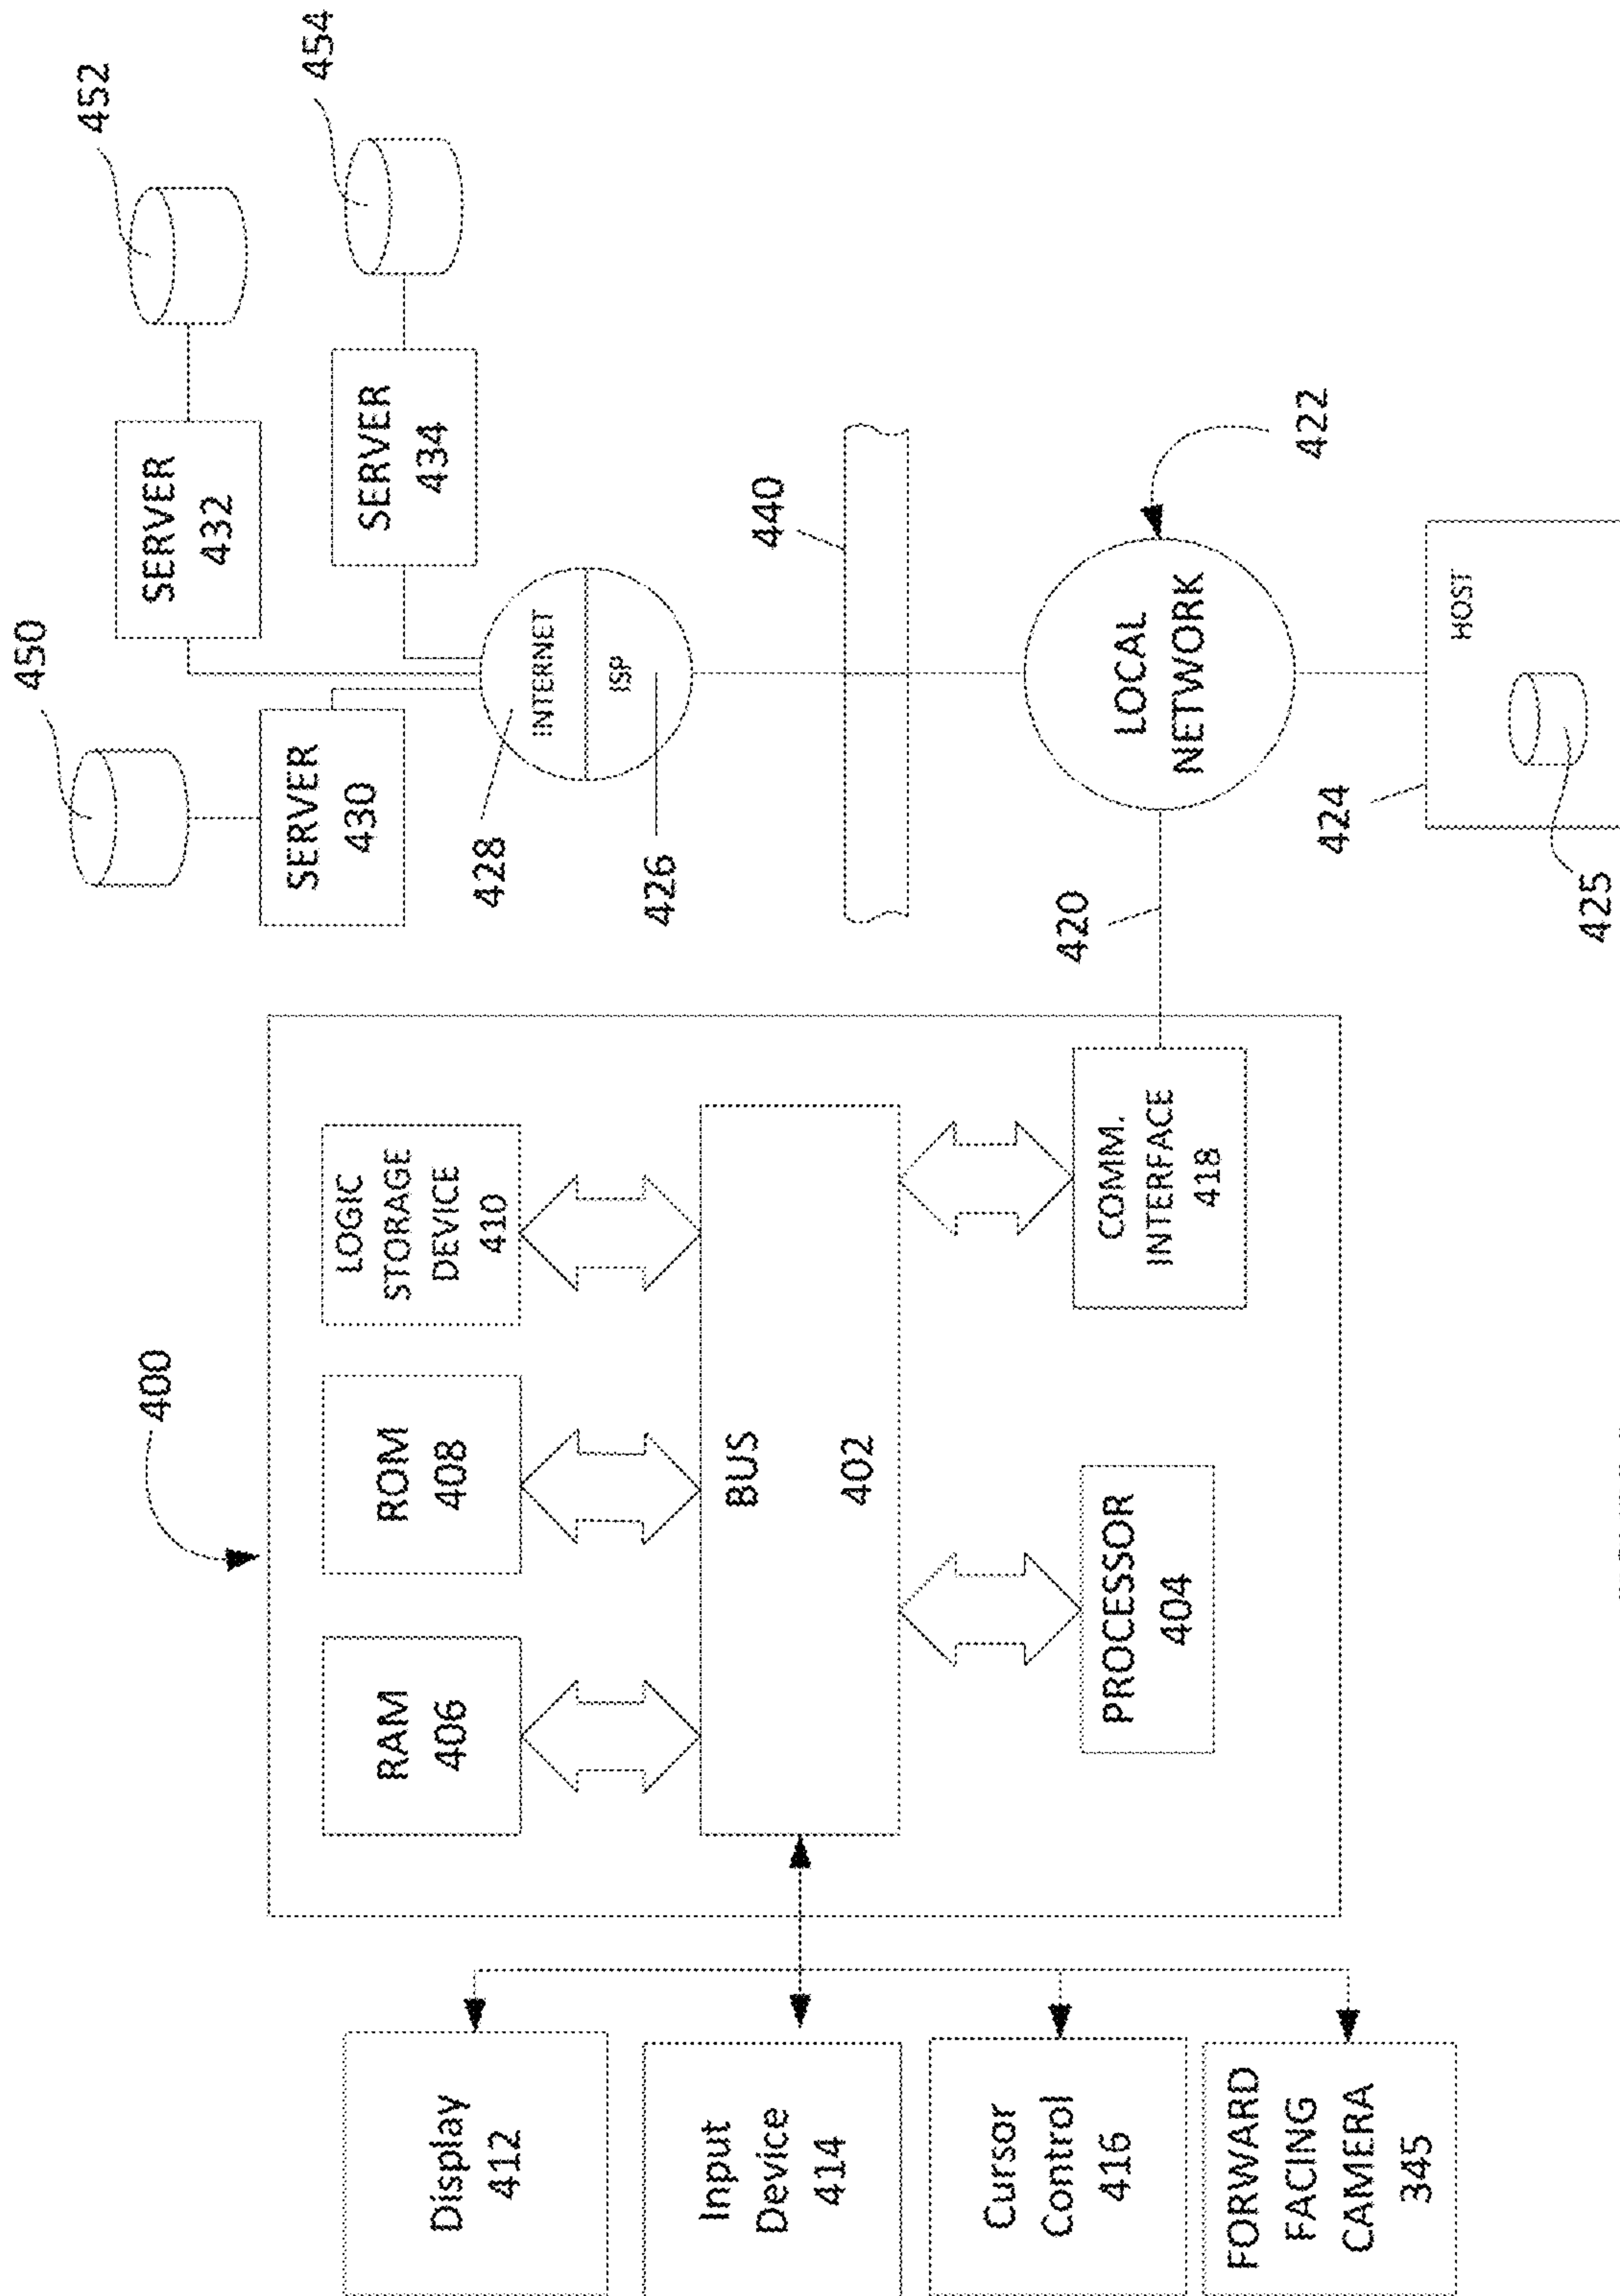 400
450
452
454
Display
412
Input
Device
414
Cursor
Control
416
FORWARD
FACING
CAMERA
345
RAM
406
ROM
408
LOGIC
STORAGE
DEVICE
410
BUS
402
PROCESSOR
404
COMM.
INTERFACE
418
SERVER
430
SERVER
432
SERVER
434
428
INTERNET
ISP
426
440
420
LOCAL
NETWORK
422
424
HOST
425